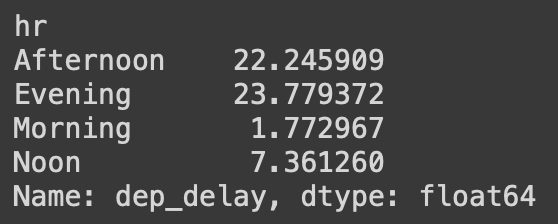 hr
Afternoon    22.245909
Evening      23.779372
Morning       1.772967
Noon          7.361260
Name: dep_delay, dtype: float64